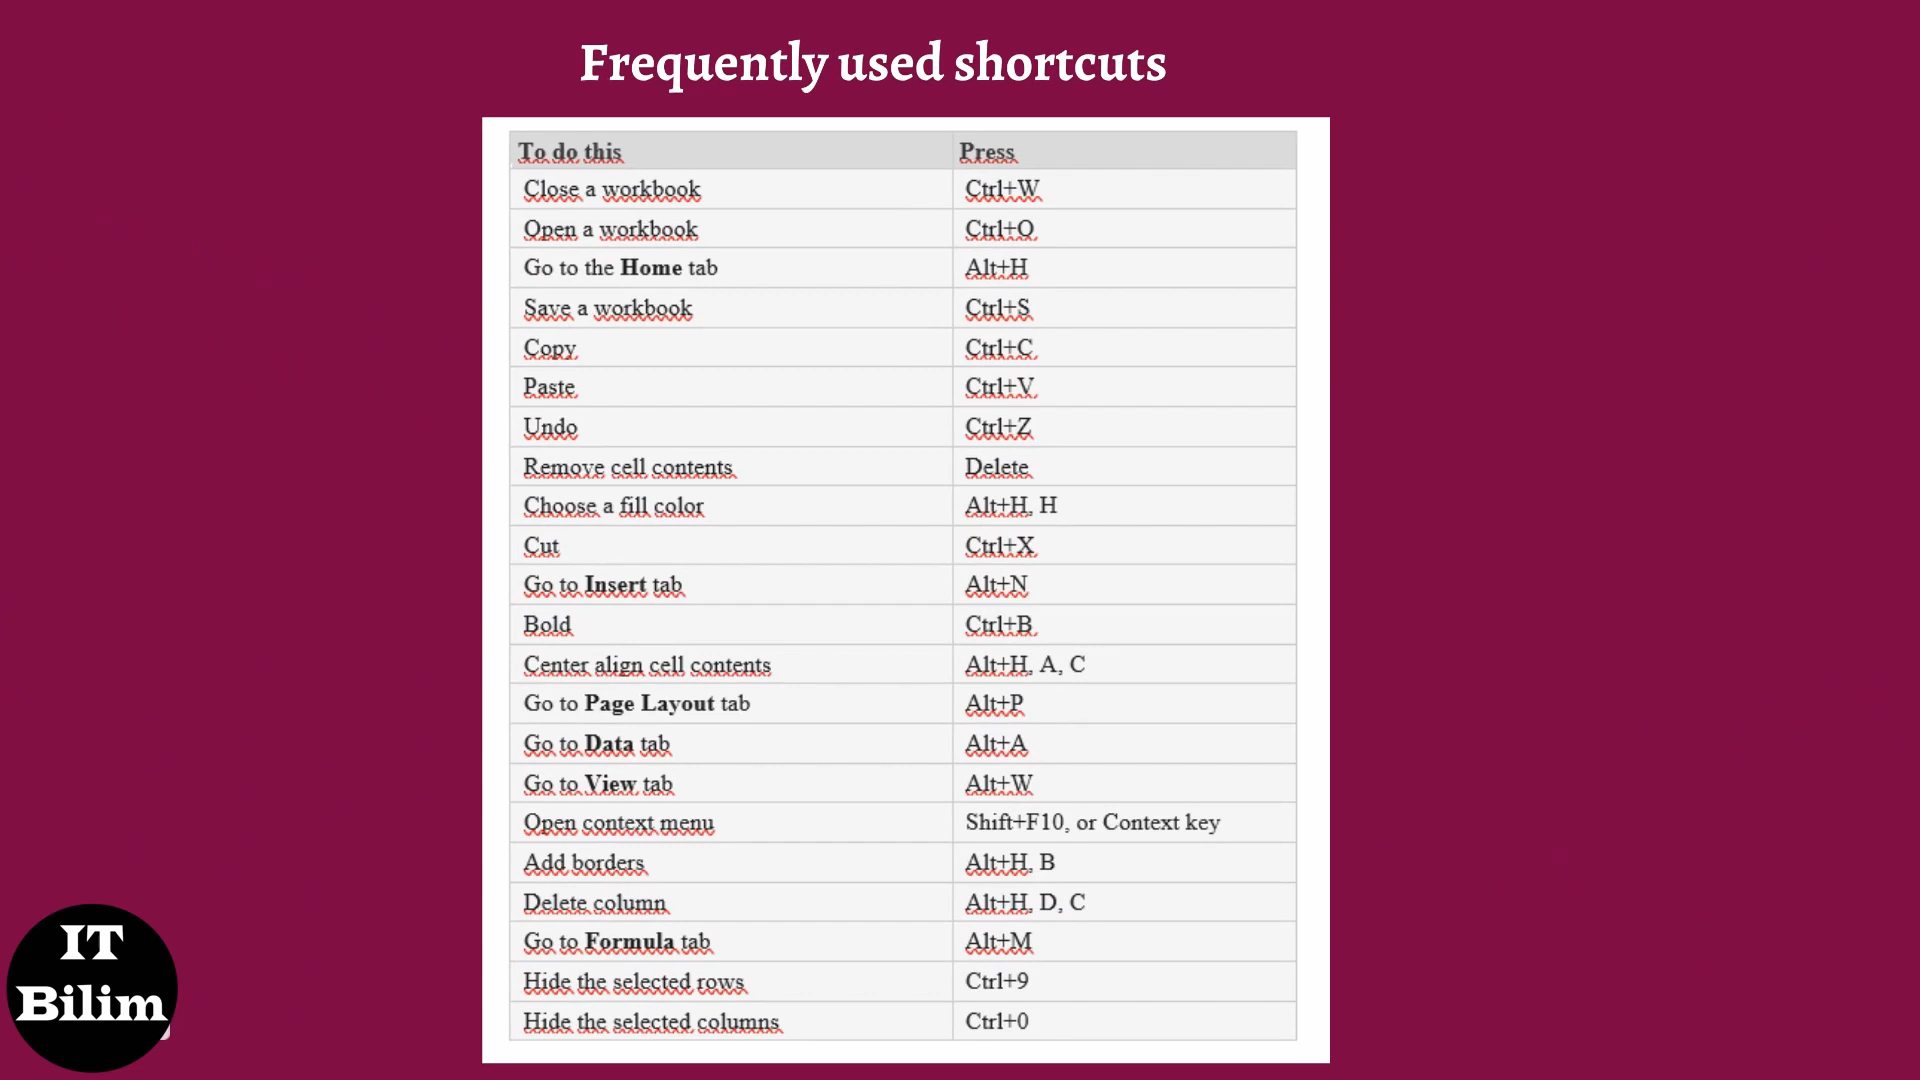 Frequently used shortcuts
To do this Press
Close a workbook Ctrl+W
Open a workbook Ctrl+O
Go to the Home tab Alt+H
Save a workbook Ctrl+S
Copy Ctrl+C
Paste Ctrl+V
Undo Ctrl+Z
Remove cell contents Delete
Choose a fill color Alt+H, H
Cut Ctrl+X
Go to Insert tab Alt+N
Bold Ctrl+B
Center align cell contents Alt+H, A, C
Go to Page Layout tab Alt+P
Go to Data tab Alt+A
Go to View tab Alt+W
Open context menu Shift+F10, or Context key
Add borders Alt+H, B
Delete column Alt+H, D, C
Go to Formula tab Alt+M
Hide the selected rows Ctrl+9
Hide the selected columns Ctrl+0
IT
Bilim